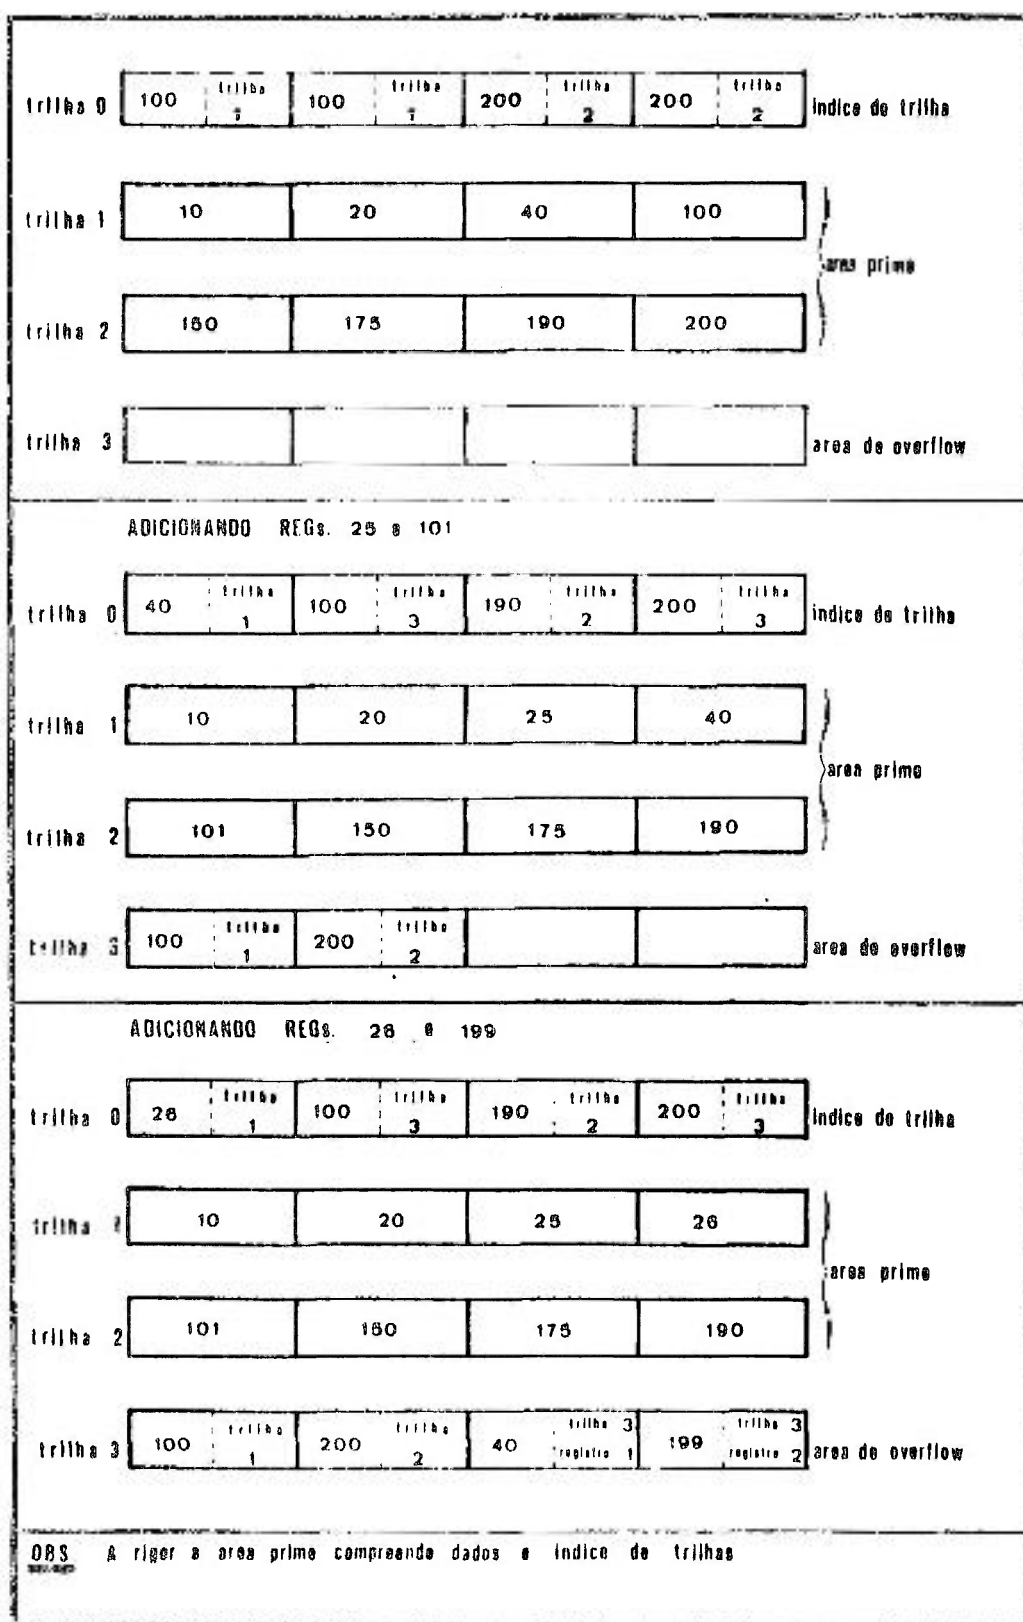 trilha 0 100 trilha 1 100 trilha 1 200 trilha 2 200 trilha 2 índice de trilha
trilha 1 10 20 40 100
area prime
trilha 2 150 175 190 200
trilha 3 area de overflow
ADICIONANDO REGs. 25 e 101
trilha 0 40 trilha 1 100 trilha 3 190 trilha 2 200 trilha 3 índice de trilha
trilha 1 10 20 25 40
area prime
trilha 2 101 150 175 190
trilha 3 100 trilha 1 200 trilha 2 area de overflow
ADICIONANDO REGs. 26 e 199
trilha 0 26 trilha 1 100 trilha 3 190 trilha 2 200 trilha 3 índice de trilha
trilha 1 10 20 25 26
area prime
trilha 2 101 150 175 190
trilha 3 100 trilha 1 200 trilha 2 40 trilha 3 registro 1 199 trilha 3 registro 2 area de overflow
OBS A rigor a area prime compreende dados e índice de trilhas